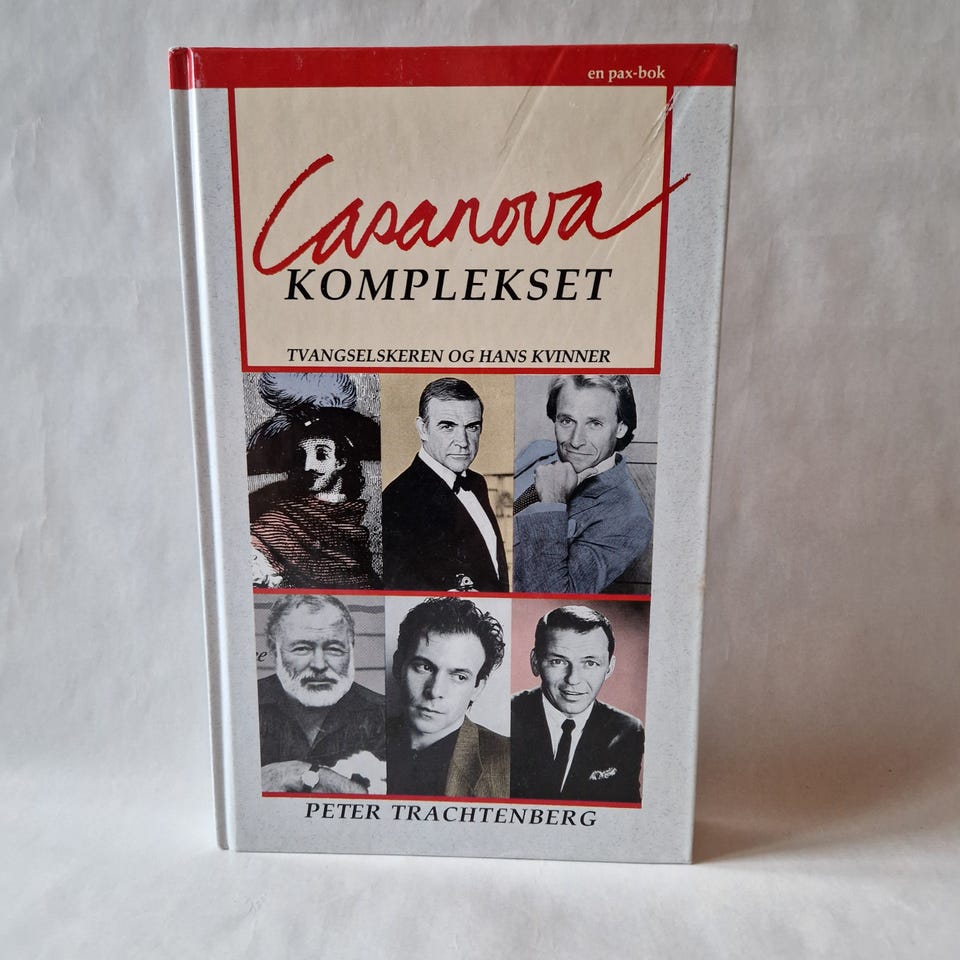 en pax-bok
Casanova
KOMPLEKSET
TVANGSELSKEREN OG HANS KVINNER
PETER TRACHTENBERG